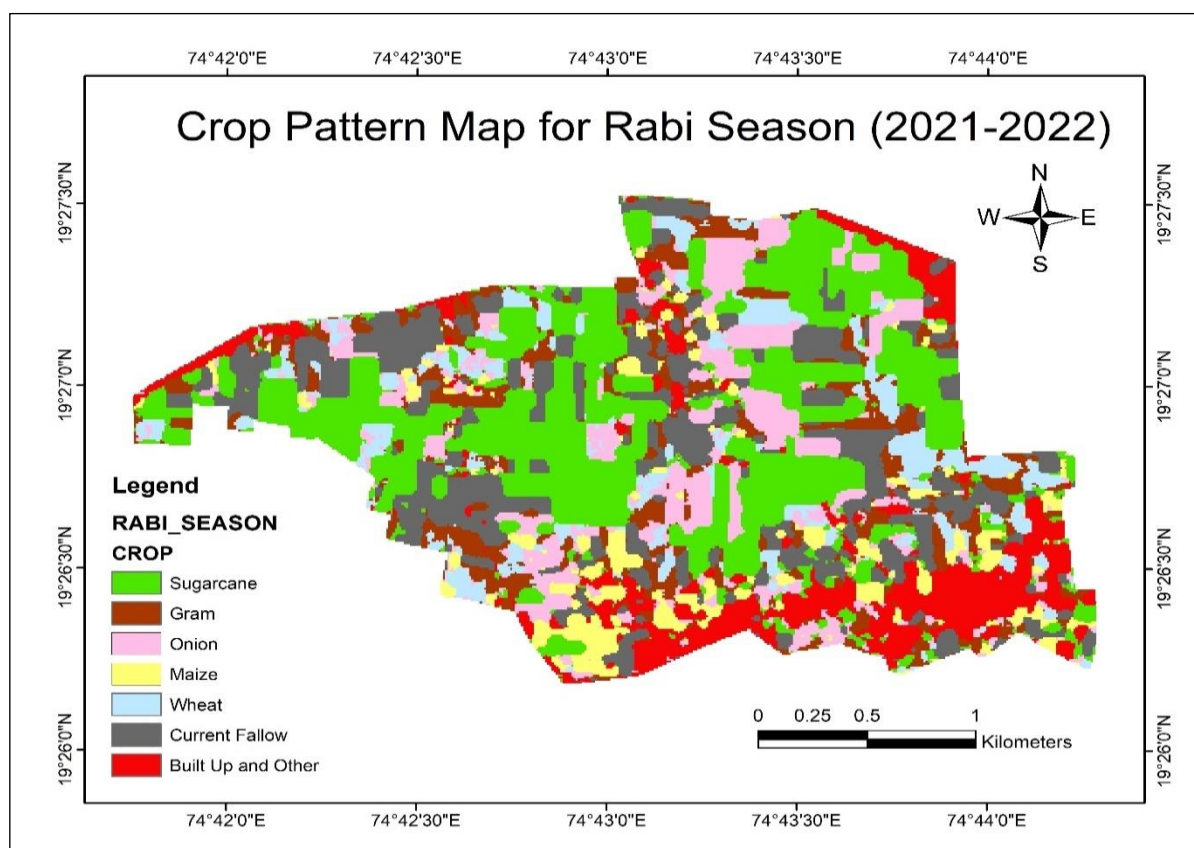 74°42'0"E 74°42'30"E 74°43'0"E 74°43'30"E 74°44'0"E
Crop Pattern Map for Rabi Season (2021-2022)
N
W E
S
19°27'30"N 19°27'30"N
19°27'0"N 19°27'0"N
19°26'30"N 19°26'30"N
19°26'0"N 19°26'0"N
Legend
RABI_SEASON
CROP
Sugarcane
Gram
Onion
Maize
Wheat
Current Fallow
Built Up and Other
0 0.25 0.5 1
Kilometers
74°42'0"E 74°42'30"E 74°43'0"E 74°43'30"E 74°44'0"E